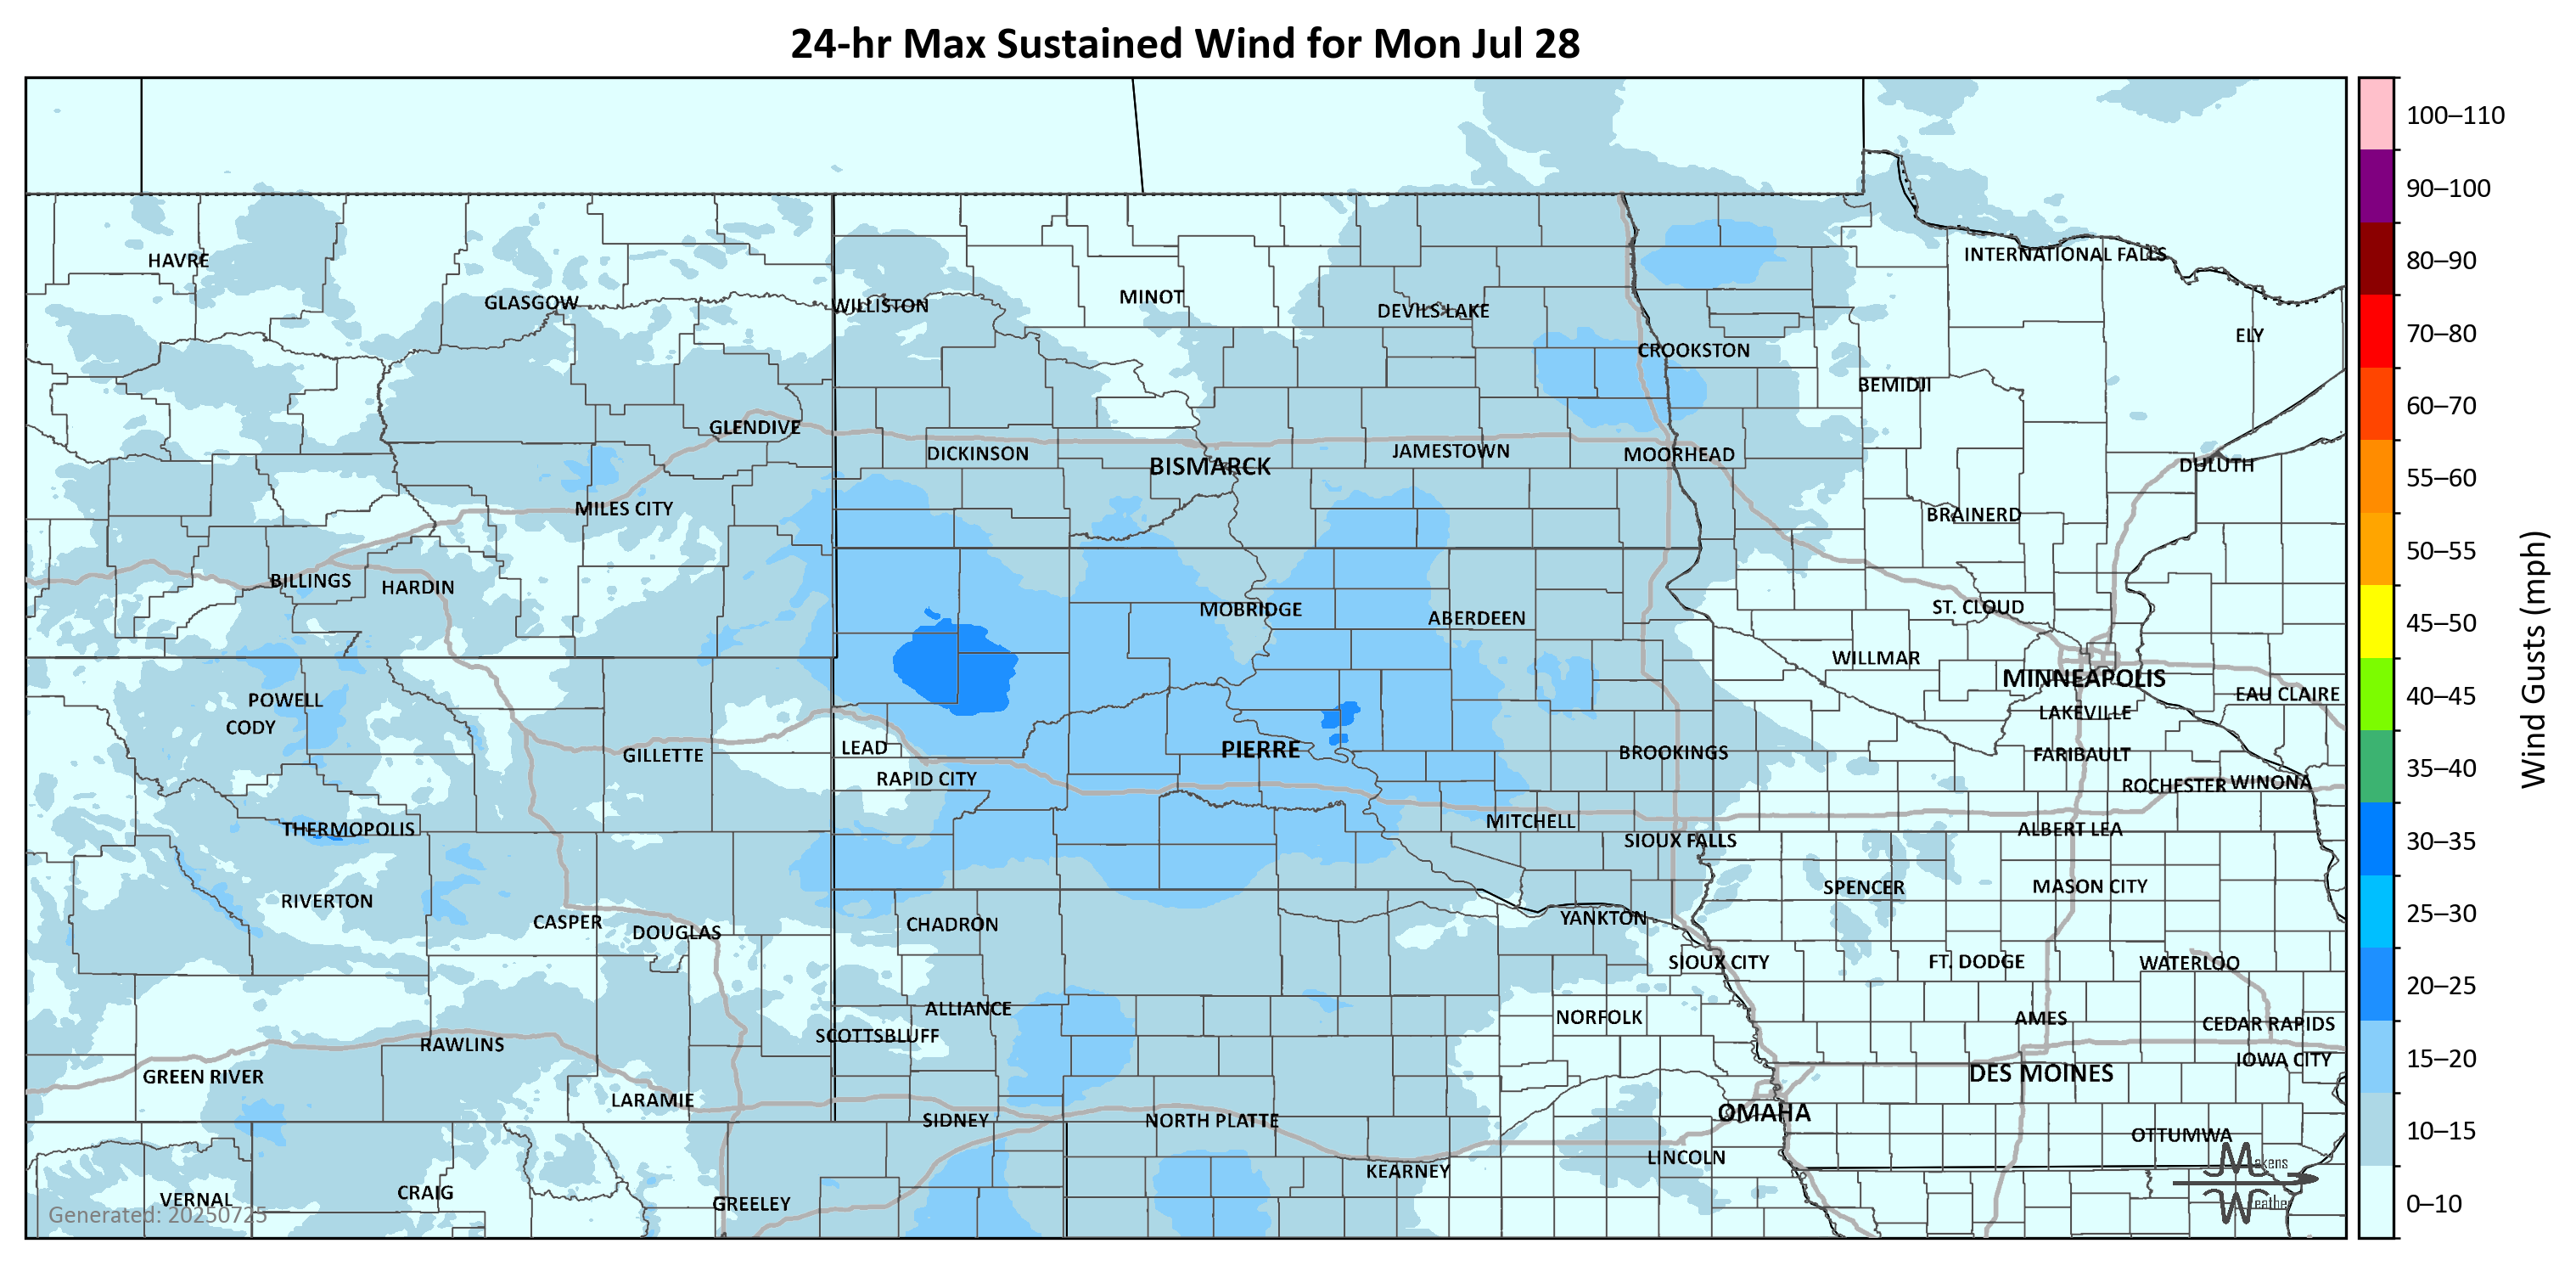 24-hr Max Sustained Wind for Mon Jul 28
100–110
90–100
80–90
70–80
60–70
55–60
50–55
45–50
40–45
35–40
30–35
25–30
20–25
15–20
10–15
0–10
Wind Gusts (mph)
HAVRE
INTERNATIONAL FALLS
GLASGOW
WILLISTON
MINOT
DEVILS LAKE
ELY
CROOKSTON
BEMIDJI
GLENDIVE
DICKINSON
BISMARCK
JAMESTOWN
MOORHEAD
DULUTH
MILES CITY
BRAINERD
BILLINGS
HARDIN
MOBRIDGE
ABERDEEN
ST. CLOUD
WILLMAR
MINNEAPOLIS
EAU CLAIRE
POWELL
CODY
LAKEVILLE
GILLETTE
LEAD
PIERRE
BROOKINGS
FARIBAULT
RAPID CITY
ROCHESTER
WINONA
THERMOPOLIS
MITCHELL
SIOUX FALLS
ALBERT LEA
RIVERTON
SPENCER
MASON CITY
CASPER
DOUGLAS
CHADRON
YANKTON
SIOUX CITY
FT. DODGE
WATERLOO
ALLIANCE
SCOTTSBLUFF
NORFOLK
AMES
CEDAR RAPIDS
RAWLINS
IOWA CITY
GREEN RIVER
DES MOINES
LARAMIE
SIDNEY
NORTH PLATTE
OMAHA
OTTUMWA
KEARNEY
LINCOLN
VERNAL
CRAIG
GREELEY
Generated: 20250725
Makens
Weather